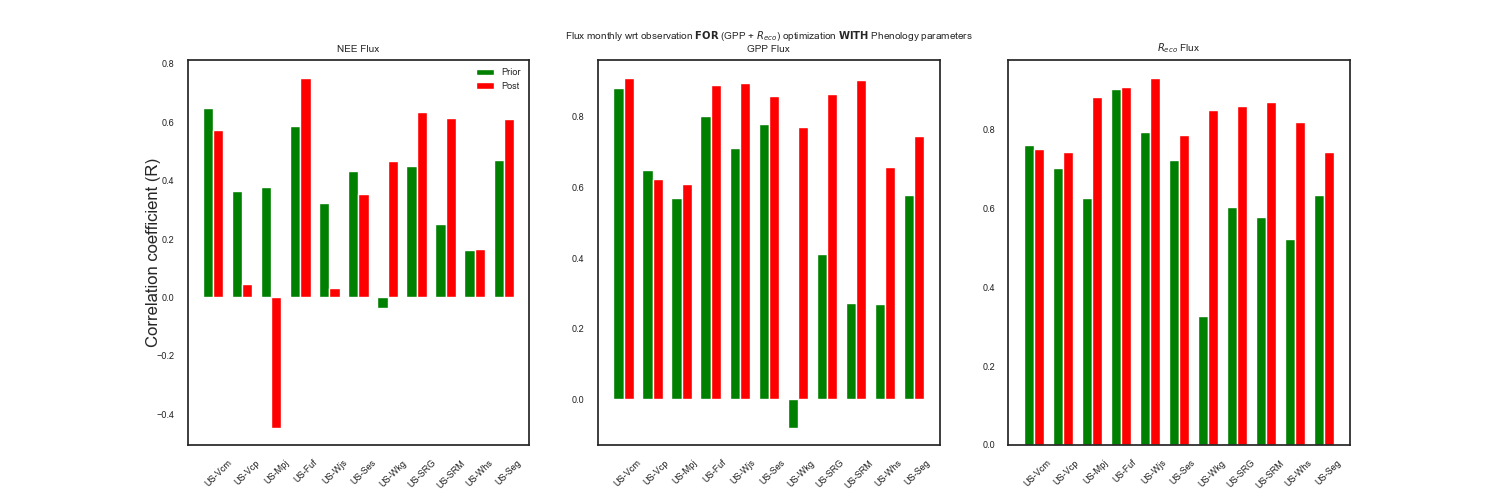 Flux monthly wrt observation FOR (GPP + R_eco) optimization WITH Phenology parameters
NEE Flux
GPP Flux
R_eco Flux
Correlation coefficient (R)
Prior
Post
0.8
0.6
0.4
0.2
0.0
−0.2
−0.4
US-Vcm
US-Vcp
US-Mpj
US-Fuf
US-Wjs
US-Ses
US-Wkg
US-SRG
US-SRM
US-Whs
US-Seg
0.8
0.6
0.4
0.2
0.0
US-Vcm
US-Vcp
US-Mpj
US-Fuf
US-Wjs
US-Ses
US-Wkg
US-SRG
US-SRM
US-Whs
US-Seg
0.8
0.6
0.4
0.2
0.0
US-Vcm
US-Vcp
US-Mpj
US-Fuf
US-Wjs
US-Ses
US-Wkg
US-SRG
US-SRM
US-Whs
US-Seg